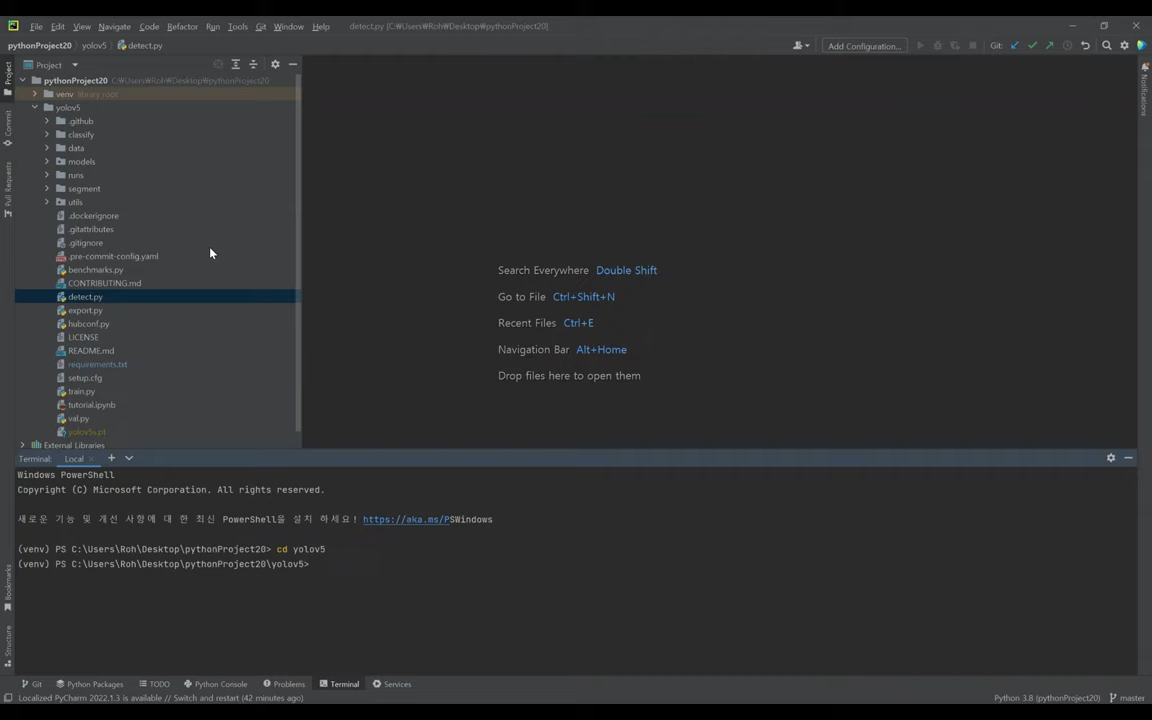 File Edit View Navigate Code Refactor Run Tools Git Window Help detect.py [C:₩Users₩Roh₩Desktop₩pythonProject20]
pythonProject20 yolov5 detect.py Add Configuration... Git:
Project
pythonProject20 C:₩Users₩Roh₩Desktop₩pythonProject20
venv library root
yolov5
.github
classify
data
models
runs
segment
utils
.dockerignore
.gitattributes
.gitignore
.pre-commit-config.yaml
benchmarks.py
CONTRIBUTING.md
detect.py
export.py
hubconf.py
LICENSE
README.md
requirements.txt
setup.cfg
train.py
tutorial.ipynb
val.py
yolov5s.pt
External Libraries
Project
Commit
Pull Requests
Bookmarks
Structure
Search Everywhere Double Shift
Go to File Ctrl+Shift+N
Recent Files Ctrl+E
Navigation Bar Alt+Home
Drop files here to open them
Notifications
Terminal: Local
Windows PowerShell
Copyright (C) Microsoft Corporation. All rights reserved.
새로운 기능 및 개선 사항에 대 한 최신 PowerShell을 설치 하세요! https://aka.ms/PSWindows
(venv) PS C:\Users\Roh\Desktop\pythonProject20> cd yolov5
(venv) PS C:\Users\Roh\Desktop\pythonProject20\yolov5>
Git Python Packages TODO Python Console Problems Terminal Services
Localized PyCharm 2022.1.3 is available // Switch and restart (42 minutes ago) Python 3.8 (pythonProject20) master